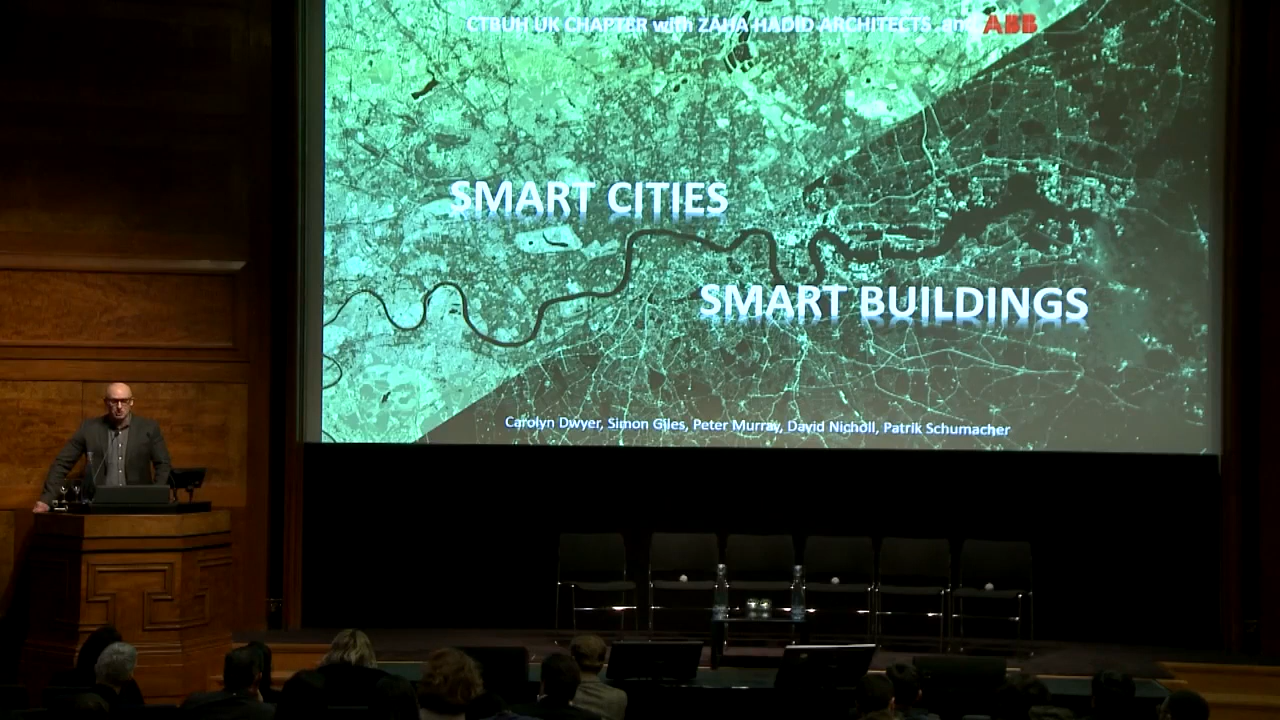 CTBUH UK CHAPTER with ZAHA HADID ARCHITECTS and ABB
SMART CITIES
SMART BUILDINGS
Carolyn Dwyer, Simon Giles, Peter Murray, David Nicholl, Patrik Schumacher